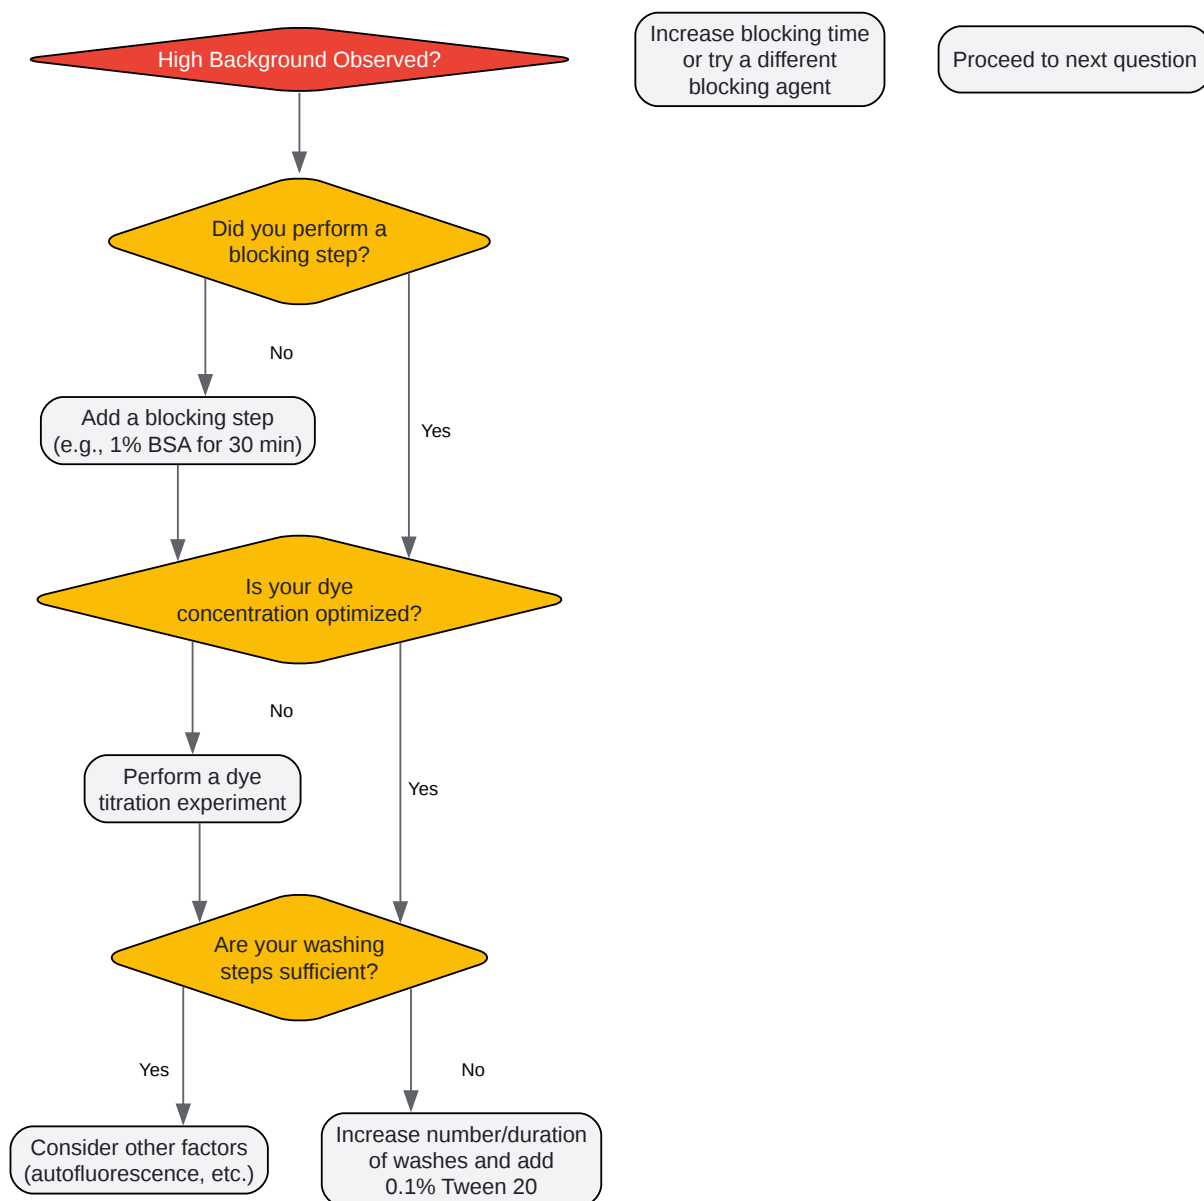 High Background Observed?
Increase blocking time
or try a different
blocking agent
Proceed to next question
Did you perform a
blocking step?
No
Yes
Add a blocking step
(e.g., 1% BSA for 30 min)
Is your dye
concentration optimized?
No
Yes
Perform a dye
titration experiment
Are your washing
steps sufficient?
Yes
No
Consider other factors
(autofluorescence, etc.)
Increase number/duration
of washes and add
0.1% Tween 20